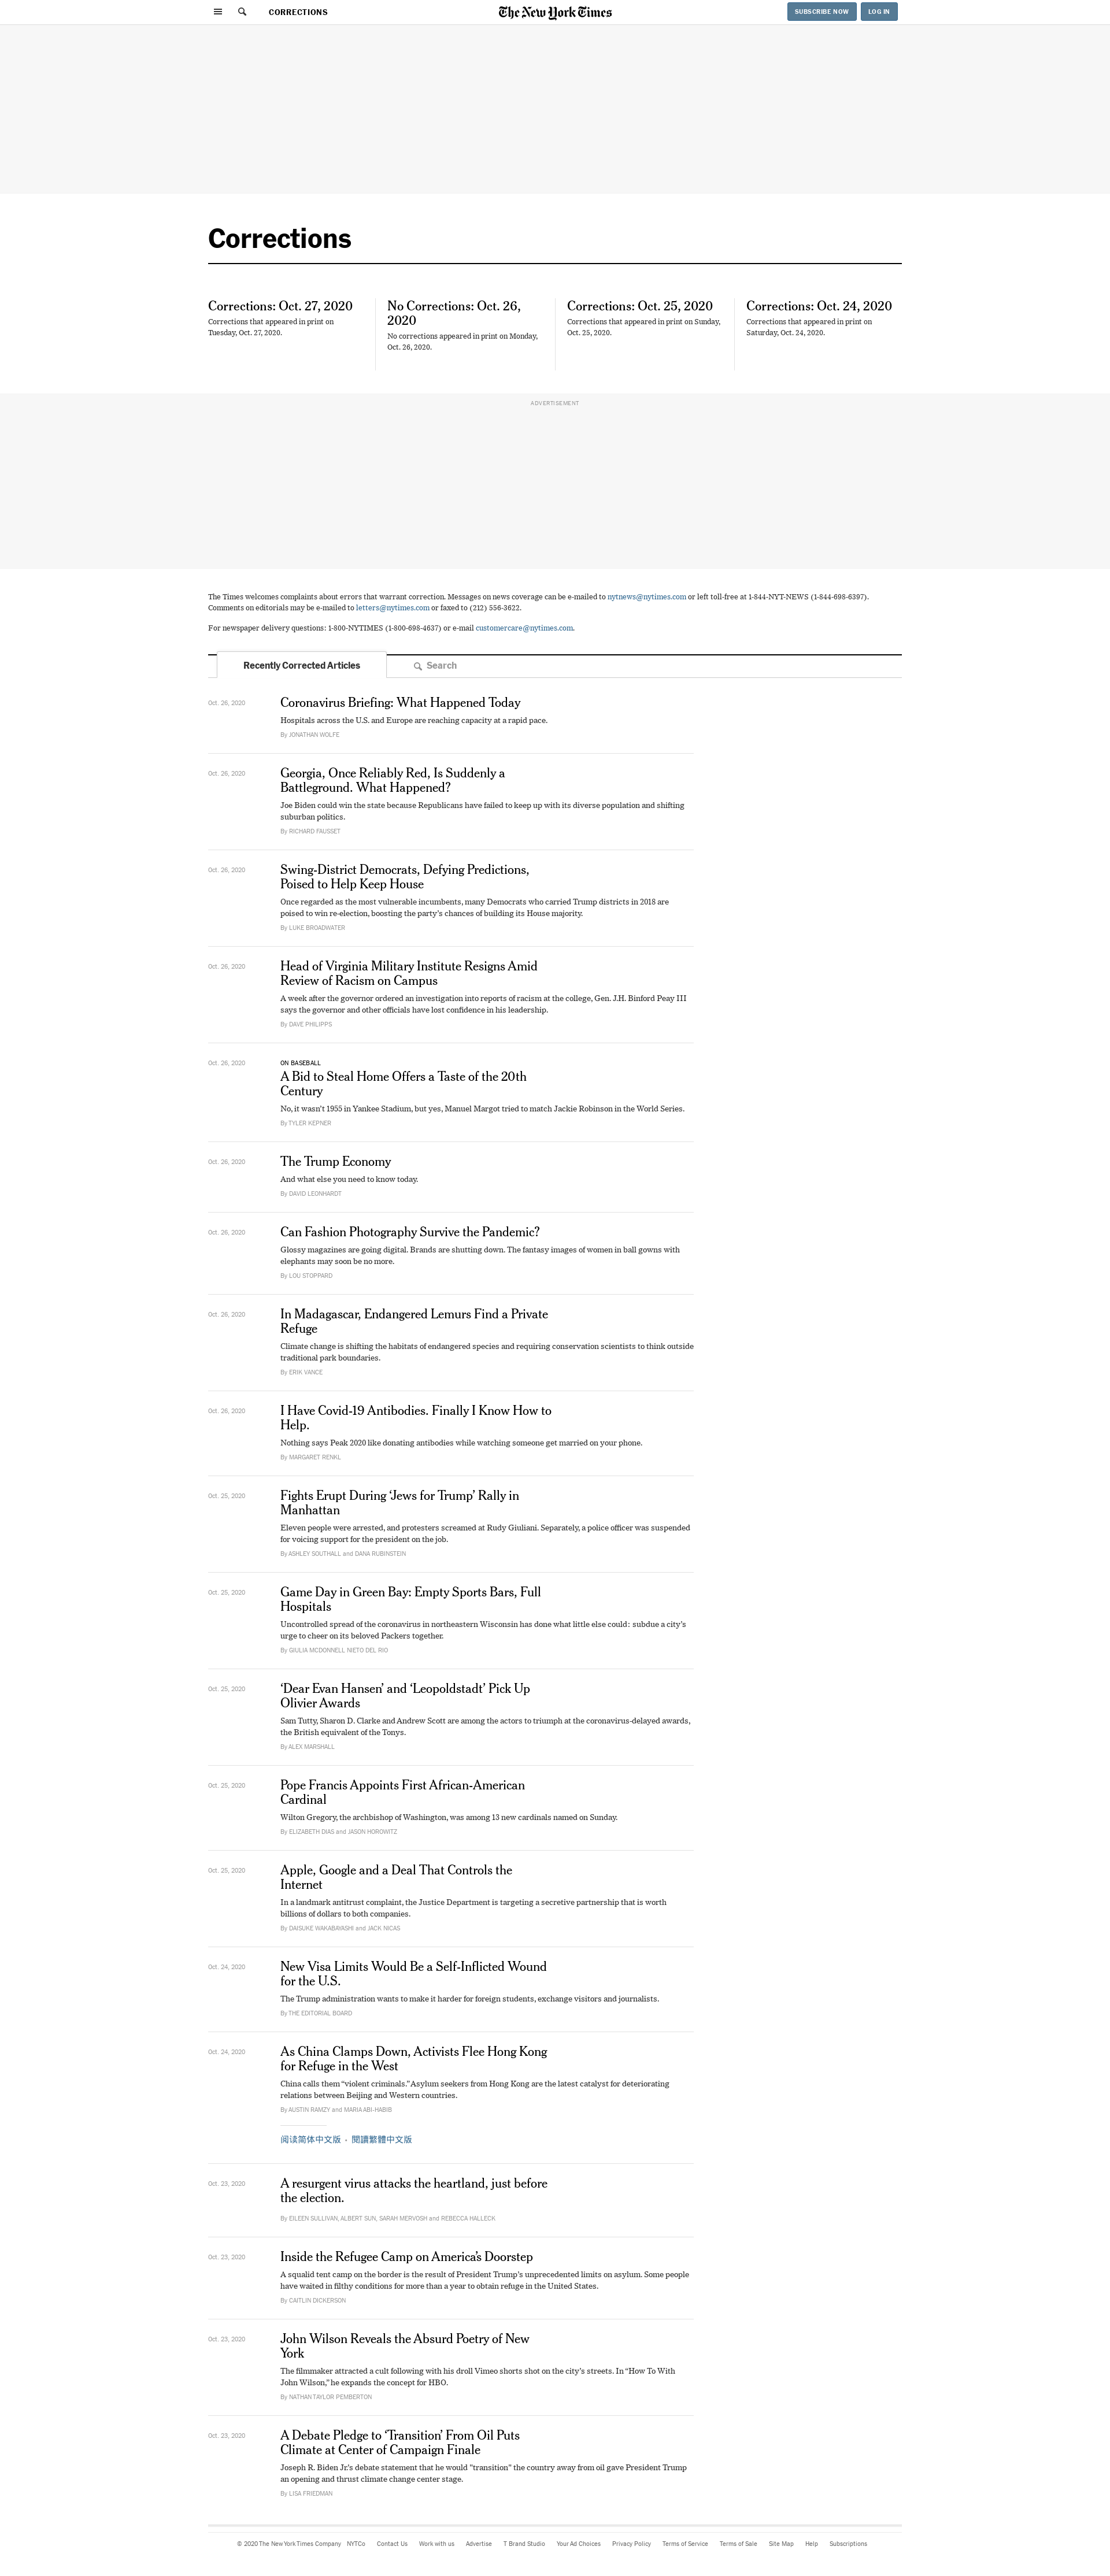 CORRECTIONS
The New York Times
SUBSCRIBE NOW
LOG IN
Corrections
Corrections: Oct. 27, 2020
Corrections that appeared in print on
Tuesday, Oct. 27, 2020.
No Corrections: Oct. 26,
2020
No corrections appeared in print on Monday,
Oct. 26, 2020.
Corrections: Oct. 25, 2020
Corrections that appeared in print on Sunday,
Oct. 25, 2020.
Corrections: Oct. 24, 2020
Corrections that appeared in print on
Saturday, Oct. 24, 2020.
ADVERTISEMENT
The Times welcomes complaints about errors that warrant correction. Messages on news coverage can be e-mailed to nytnews@nytimes.com or left toll-free at 1-844-NYT-NEWS (1-844-698-6397).
Comments on editorials may be e-mailed to letters@nytimes.com or faxed to (212) 556-3622.
For newspaper delivery questions: 1-800-NYTIMES (1-800-698-4637) or e-mail customercare@nytimes.com.
Recently Corrected Articles
Search
Oct. 26, 2020
Coronavirus Briefing: What Happened Today
Hospitals across the U.S. and Europe are reaching capacity at a rapid pace.
By JONATHAN WOLFE
Oct. 26, 2020
Georgia, Once Reliably Red, Is Suddenly a
Battleground. What Happened?
Joe Biden could win the state because Republicans have failed to keep up with its diverse population and shifting
suburban politics.
By RICHARD FAUSSET
Oct. 26, 2020
Swing-District Democrats, Defying Predictions,
Poised to Help Keep House
Once regarded as the most vulnerable incumbents, many Democrats who carried Trump districts in 2018 are
poised to win re-election, boosting the party's chances of building its House majority.
By LUKE BROADWATER
Oct. 26, 2020
Head of Virginia Military Institute Resigns Amid
Review of Racism on Campus
A week after the governor ordered an investigation into reports of racism at the college, Gen. J.H. Binford Peay III
says the governor and other officials have lost confidence in his leadership.
By DAVE PHILIPPS
Oct. 26, 2020
ON BASEBALL
A Bid to Steal Home Offers a Taste of the 20th
Century
No, it wasn't 1955 in Yankee Stadium, but yes, Manuel Margot tried to match Jackie Robinson in the World Series.
By TYLER KEPNER
Oct. 26, 2020
The Trump Economy
And what else you need to know today.
By DAVID LEONHARDT
Oct. 26, 2020
Can Fashion Photography Survive the Pandemic?
Glossy magazines are going digital. Brands are shutting down. The fantasy images of women in ball gowns with
elephants may soon be no more.
By LOU STOPPARD
Oct. 26, 2020
In Madagascar, Endangered Lemurs Find a Private
Refuge
Climate change is shifting the habitats of endangered species and requiring conservation scientists to think outside
traditional park boundaries.
By ERIK VANCE
Oct. 26, 2020
I Have Covid-19 Antibodies. Finally I Know How to
Help.
Nothing says Peak 2020 like donating antibodies while watching someone get married on your phone.
By MARGARET RENKL
Oct. 25, 2020
Fights Erupt During ‘Jews for Trump’ Rally in
Manhattan
Eleven people were arrested, and protesters screamed at Rudy Giuliani. Separately, a police officer was suspended
for voicing support for the president on the job.
By ASHLEY SOUTHALL and DANA RUBINSTEIN
Oct. 25, 2020
Game Day in Green Bay: Empty Sports Bars, Full
Hospitals
Uncontrolled spread of the coronavirus in northeastern Wisconsin has done what little else could: subdue a city's
urge to cheer on its beloved Packers together.
By GIULIA MCDONNELL NIETO DEL RIO
Oct. 25, 2020
‘Dear Evan Hansen’ and ‘Leopoldstadt’ Pick Up
Olivier Awards
Sam Tutty, Sharon D. Clarke and Andrew Scott are among the actors to triumph at the coronavirus-delayed awards,
the British equivalent of the Tonys.
By ALEX MARSHALL
Oct. 25, 2020
Pope Francis Appoints First African-American
Cardinal
Wilton Gregory, the archbishop of Washington, was among 13 new cardinals named on Sunday.
By ELIZABETH DIAS and JASON HOROWITZ
Oct. 25, 2020
Apple, Google and a Deal That Controls the
Internet
In a landmark antitrust complaint, the Justice Department is targeting a secretive partnership that is worth
billions of dollars to both companies.
By DAISUKE WAKABAYASHI and JACK NICAS
Oct. 24, 2020
New Visa Limits Would Be a Self-Inflicted Wound
for the U.S.
The Trump administration wants to make it harder for foreign students, exchange visitors and journalists.
By THE EDITORIAL BOARD
Oct. 24, 2020
As China Clamps Down, Activists Flee Hong Kong
for Refuge in the West
China calls them “violent criminals.” Asylum seekers from Hong Kong are the latest catalyst for deteriorating
relations between Beijing and Western countries.
By AUSTIN RAMZY and MARIA ABI-HABIB
阅读简体中文版 · 閱讀繁體中文版
Oct. 23, 2020
A resurgent virus attacks the heartland, just before
the election.
By EILEEN SULLIVAN, ALBERT SUN, SARAH MERVOSH and REBECCA HALLECK
Oct. 23, 2020
Inside the Refugee Camp on America’s Doorstep
A squalid tent camp on the border is the result of President Trump's unprecedented limits on asylum. Some people
have waited in filthy conditions for more than a year to obtain refuge in the United States.
By CAITLIN DICKERSON
Oct. 23, 2020
John Wilson Reveals the Absurd Poetry of New
York
The filmmaker attracted a cult following with his droll Vimeo shorts shot on the city's streets. In “How To With
John Wilson,” he expands the concept for HBO.
By NATHAN TAYLOR PEMBERTON
Oct. 23, 2020
A Debate Pledge to ‘Transition’ From Oil Puts
Climate at Center of Campaign Finale
Joseph R. Biden Jr.'s debate statement that he would "transition" the country away from oil gave President Trump
an opening and thrust climate change center stage.
By LISA FRIEDMAN
© 2020 The New York Times Company NYTCo Contact Us Work with us Advertise T Brand Studio Your Ad Choices Privacy Policy Terms of Service Terms of Sale Site Map Help Subscriptions